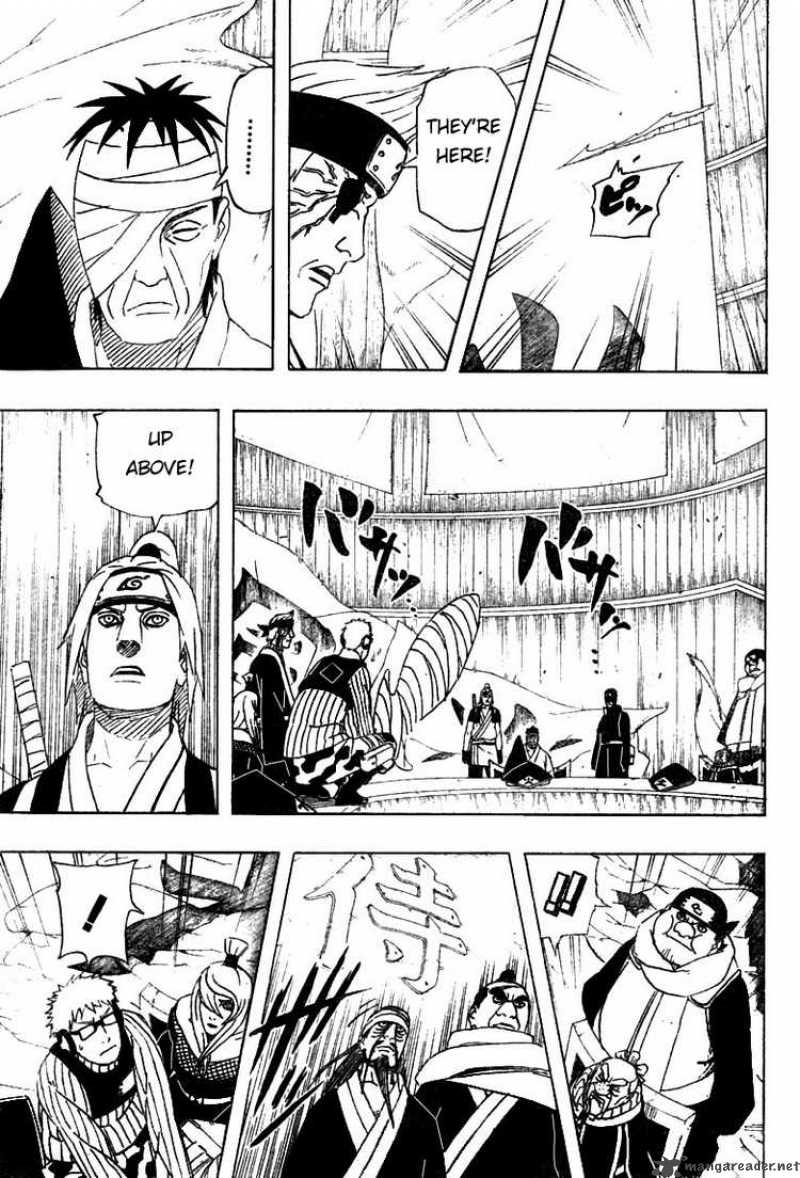 ピッ
THEY'RE
HERE!
.........
バサッ
バサッ
UP
ABOVE!
!!
侍
!
mangareader.net